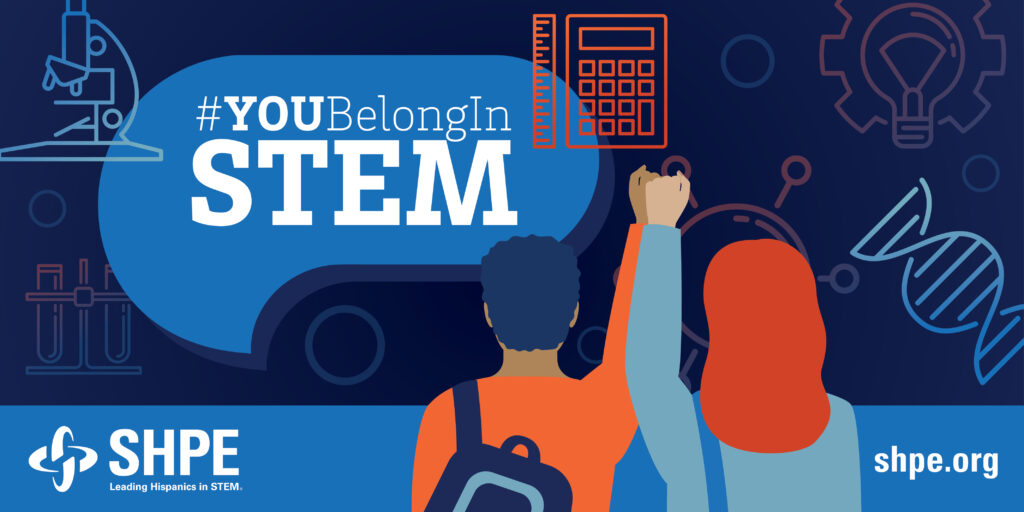 #YOUBelongIn
STEM
SHPE
Leading Hispanics in STEM®
shpe.org